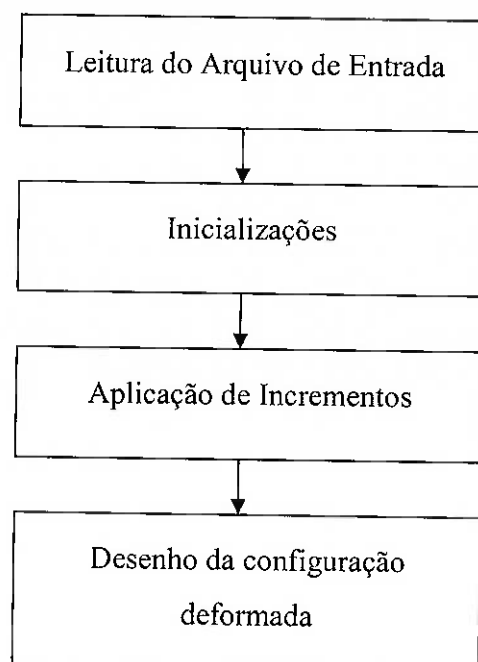 Leitura do Arquivo de Entrada
Inicializações
Aplicação de Incrementos
Desenho da configuração
deformada